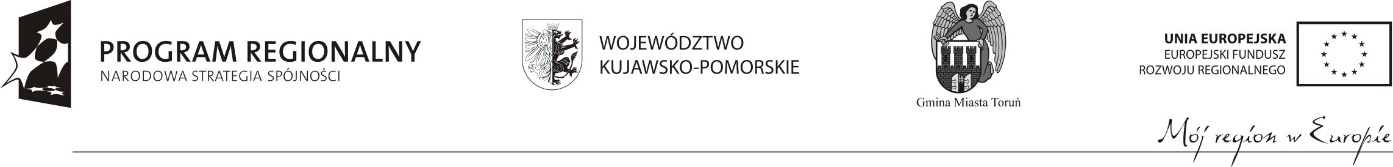 PROGRAM REGIONALNY
NARODOWA STRATEGIA SPÓJNOŚCI
WOJEWÓDZTWO
KUJAWSKO-POMORSKIE
Gmina Miasta Toruń
UNIA EUROPEJSKA
EUROPEJSKI FUNDUSZ
ROZWOJU REGIONALNEGO
Mój region w Europie